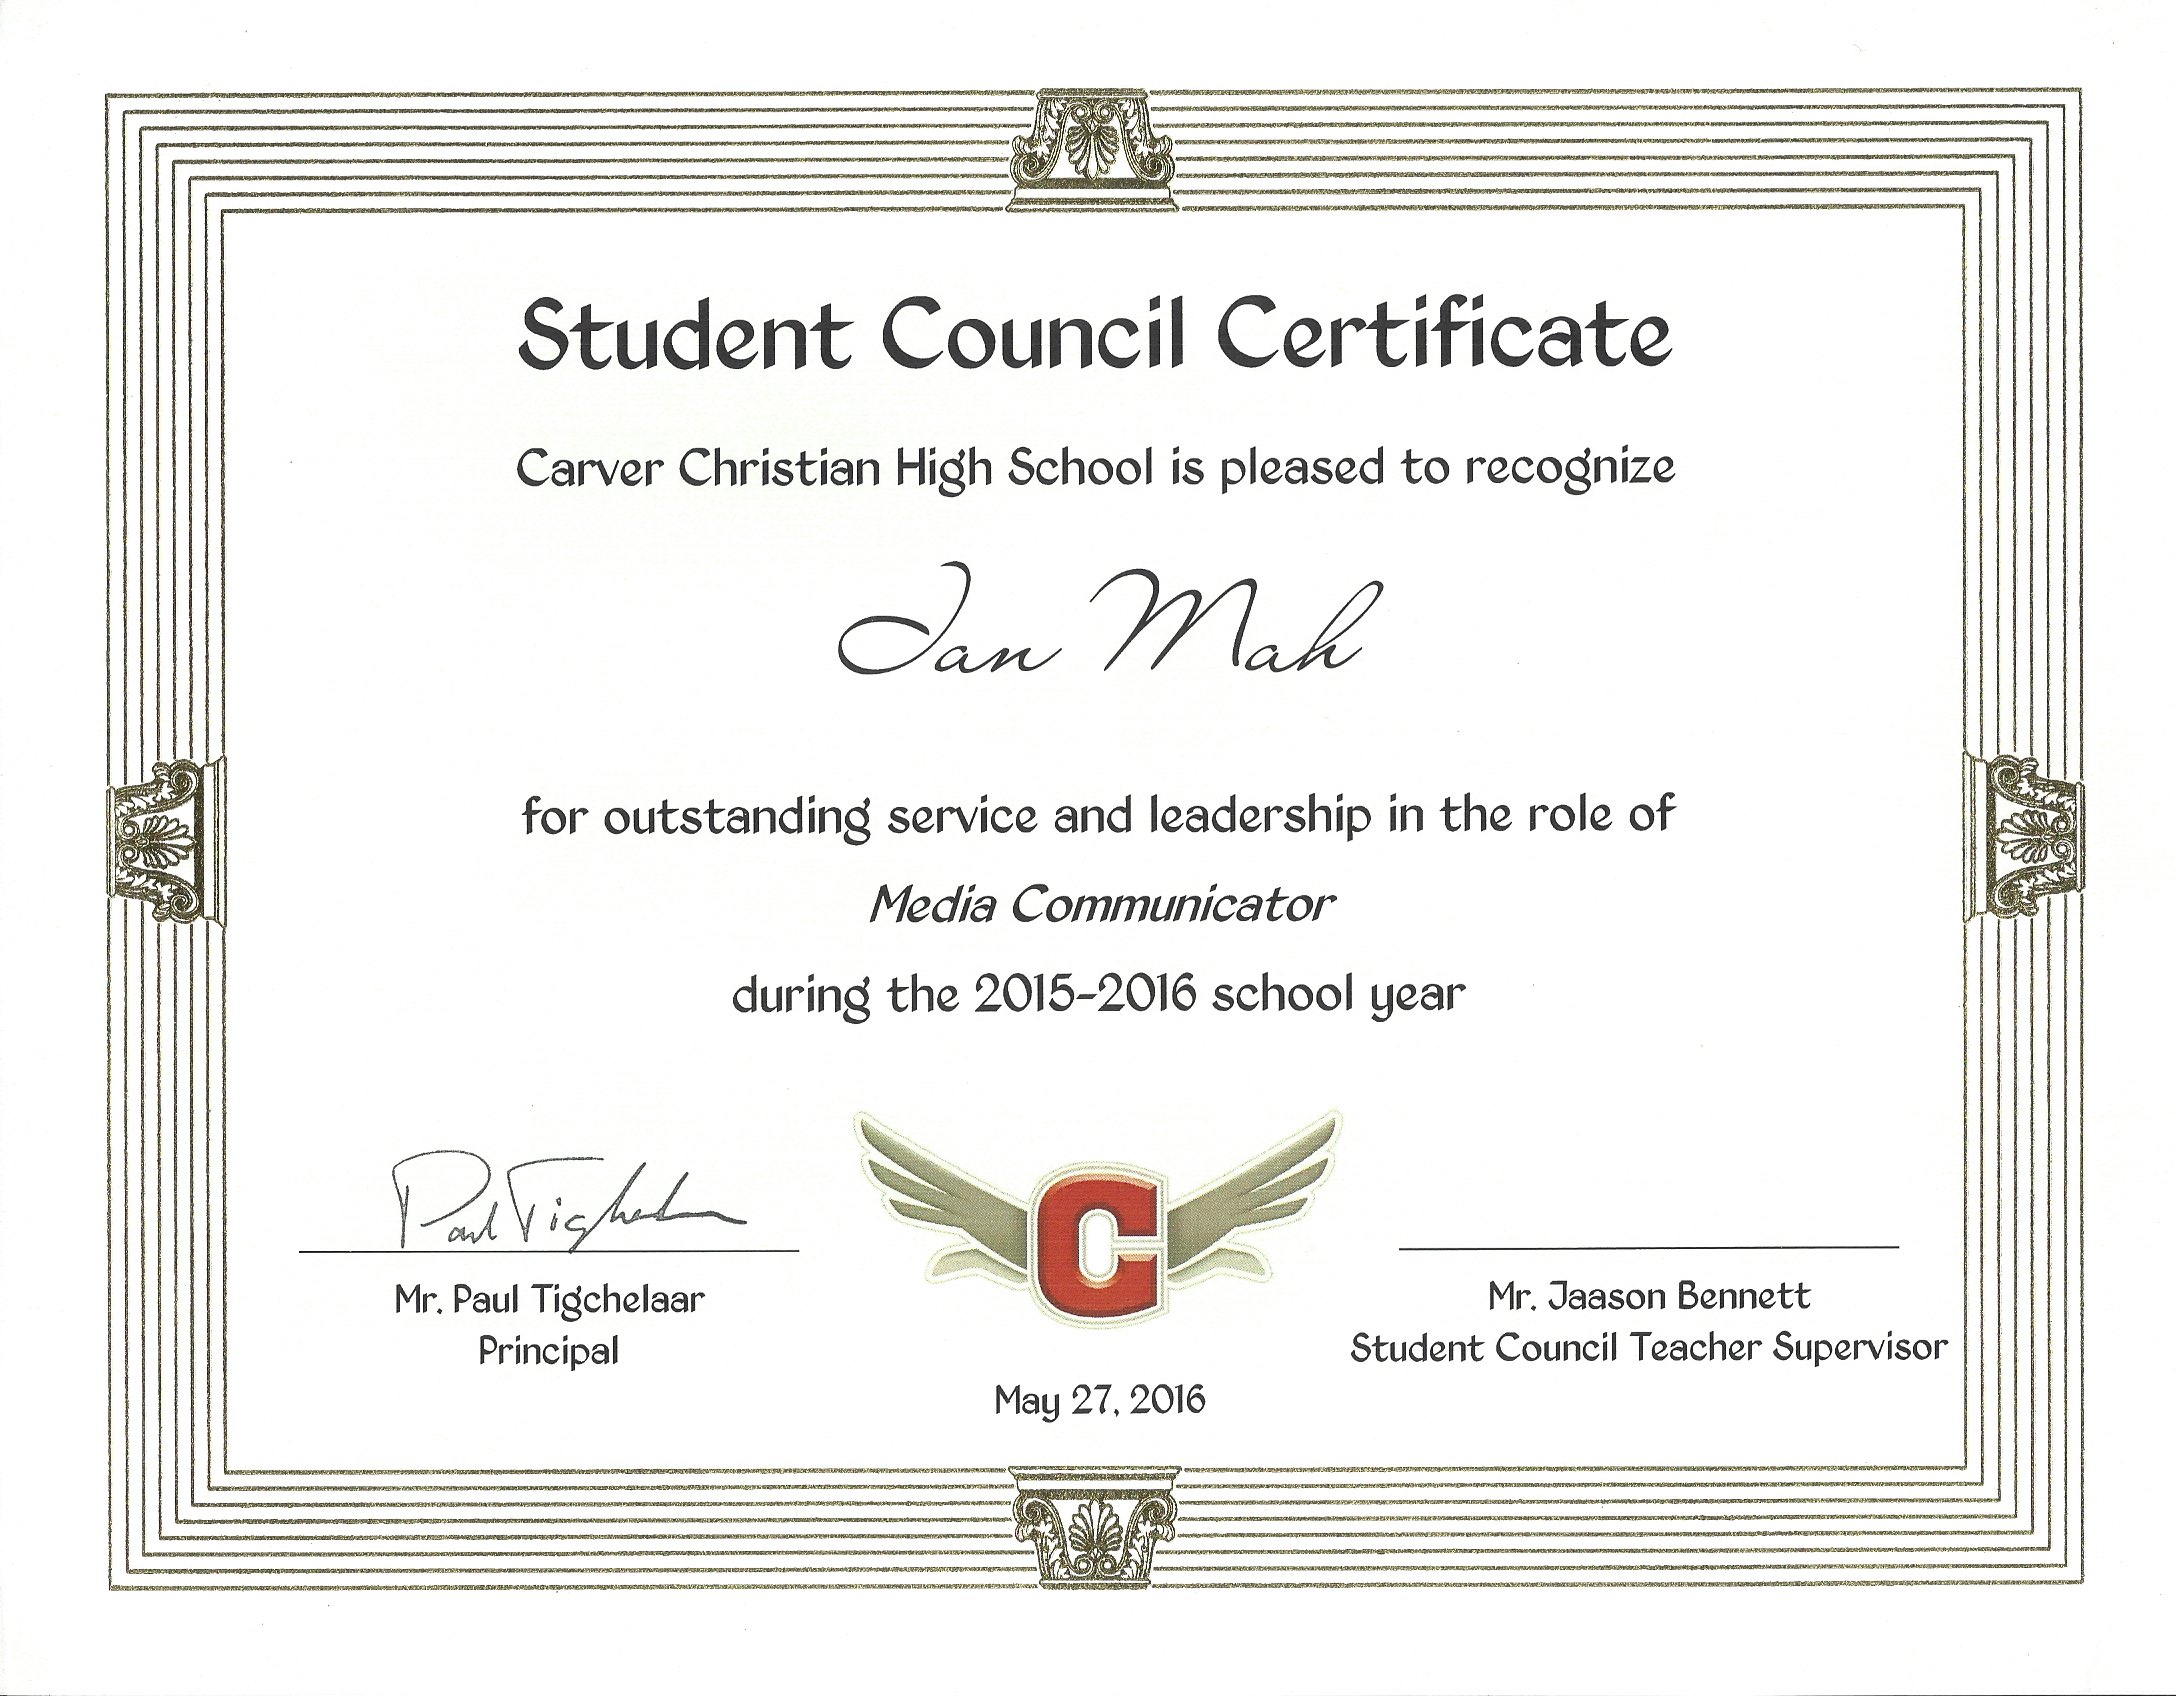 Student Council Certificate
Carver Christian High School is pleased to recognize
Ian Mah
for outstanding service and leadership in the role of
Media Communicator
during the 2015-2016 school year
Paul Tigchelaar
C
Mr. Paul Tigchelaar
Principal
Mr. Jaason Bennett
Student Council Teacher Supervisor
May 27, 2016